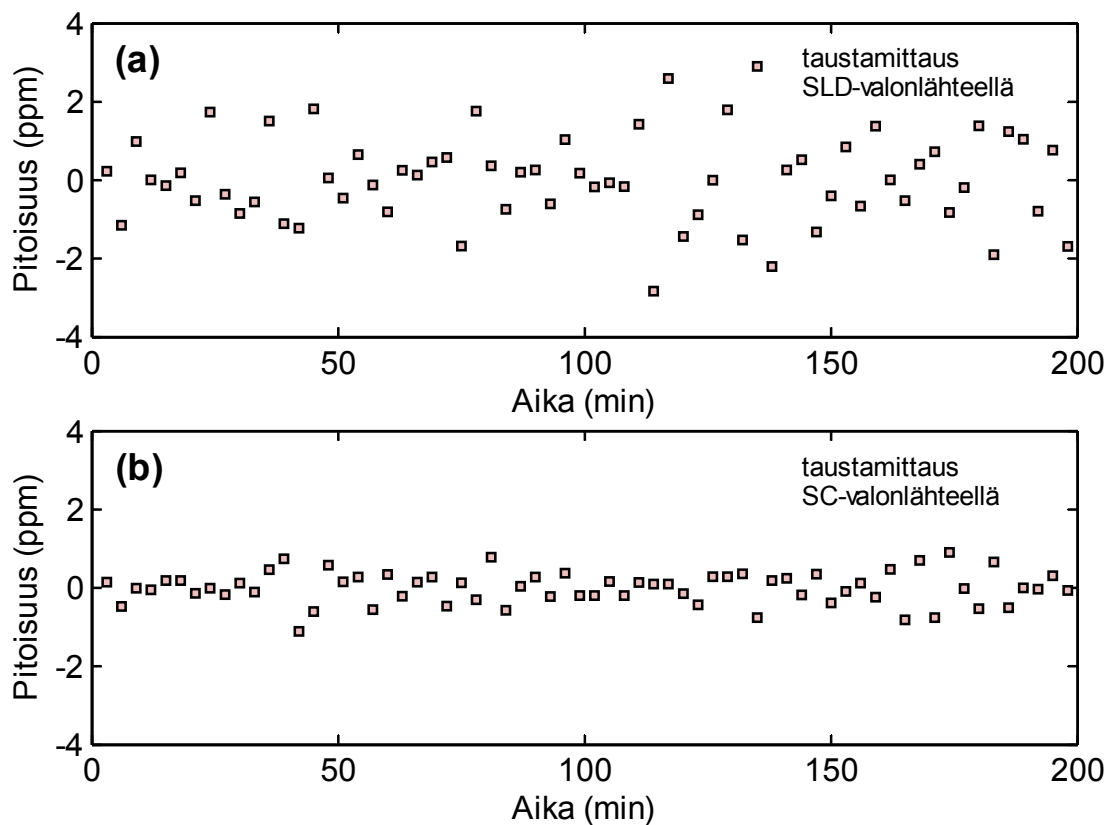 4
(a)
taustamittaus
SLD-valonlähteellä
2
0
-2
-4
Pitoisuus (ppm)
0 50 100 150 200
Aika (min)
4
(b)
taustamittaus
SC-valonlähteellä
2
0
-2
-4
Pitoisuus (ppm)
0 50 100 150 200
Aika (min)